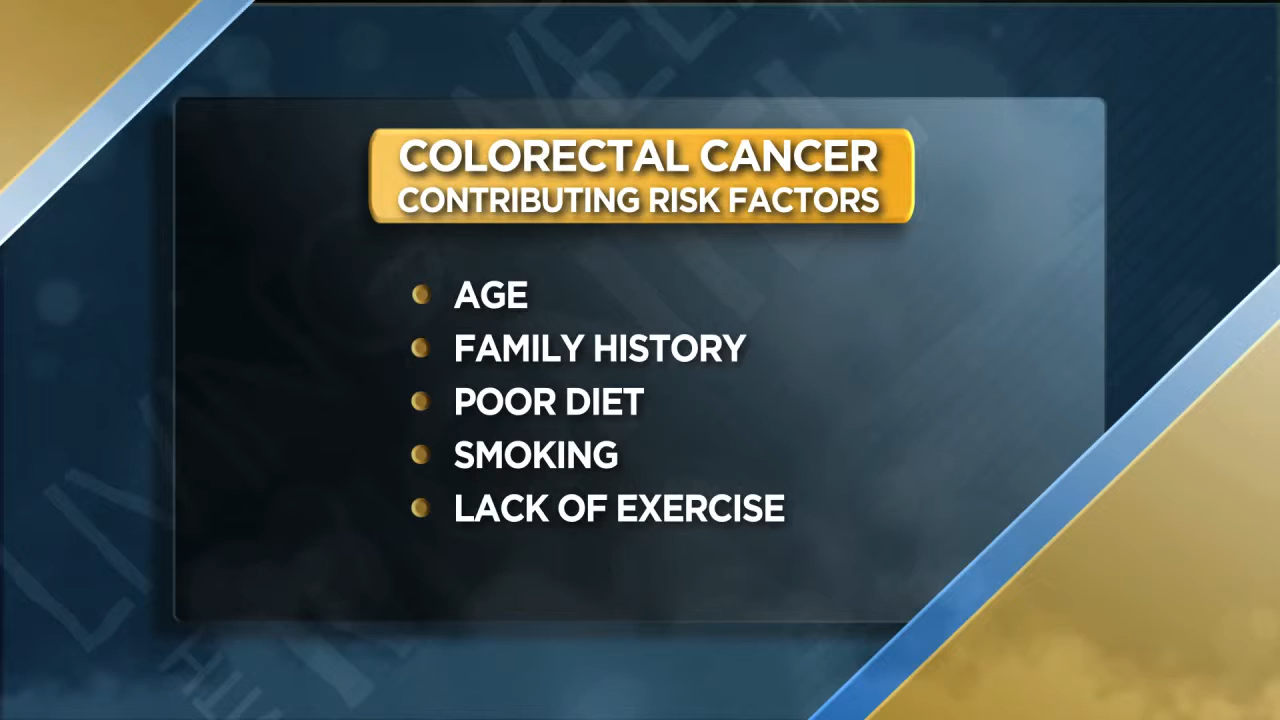 COLORECTAL CANCER
CONTRIBUTING RISK FACTORS
AGE
FAMILY HISTORY
POOR DIET
SMOKING
LACK OF EXERCISE